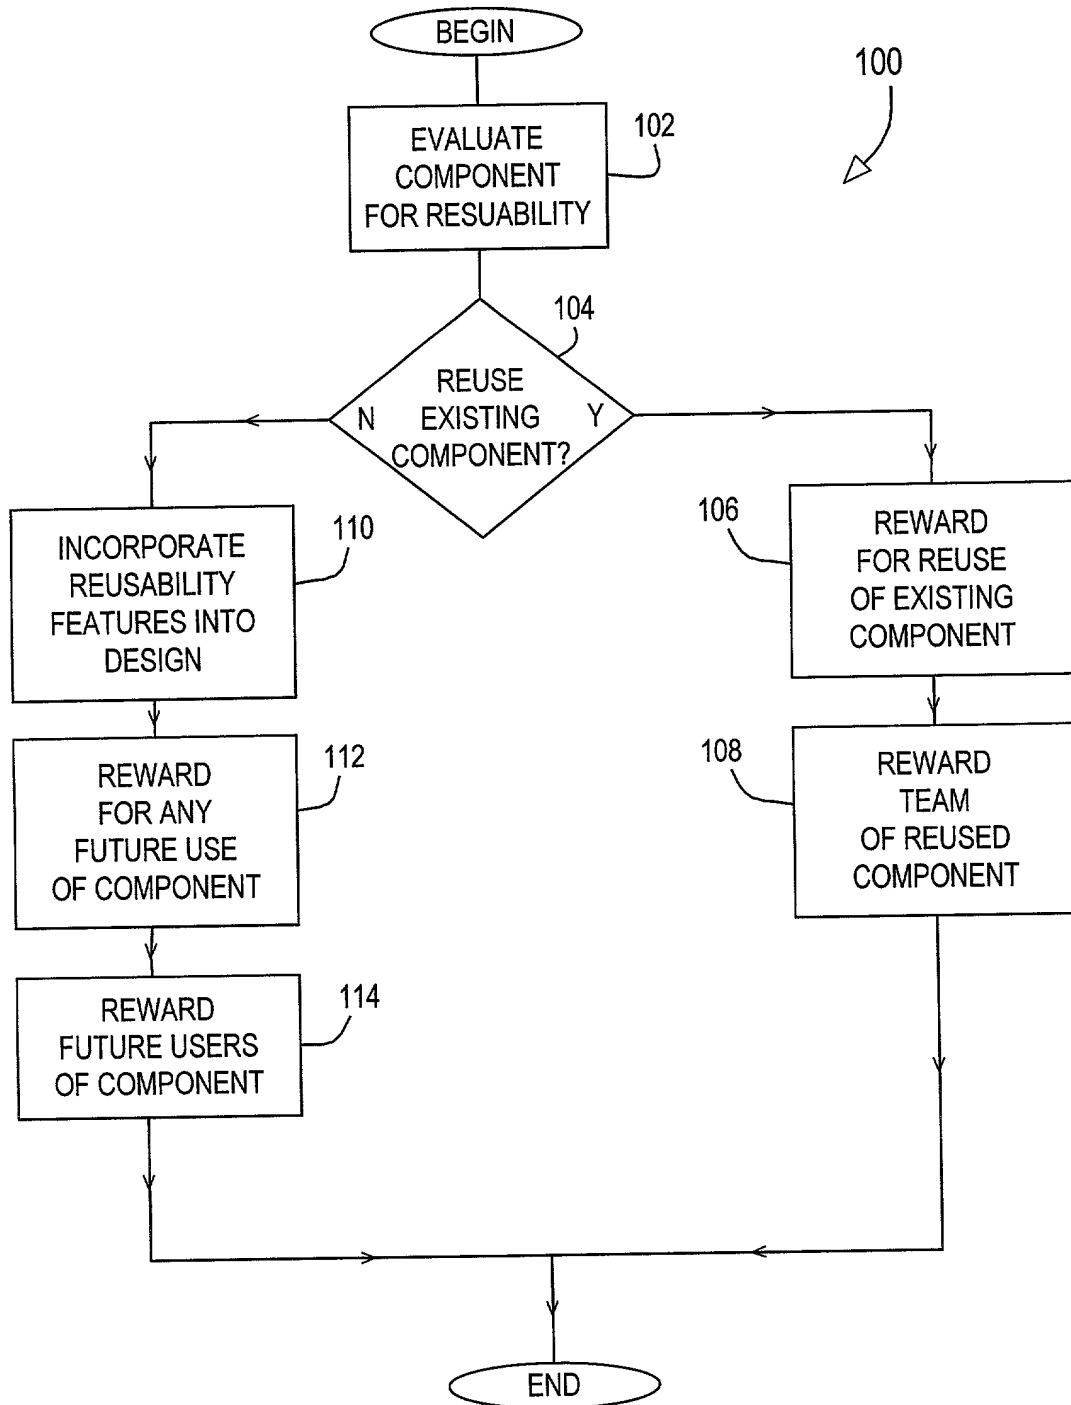 BEGIN
100
EVALUATE
COMPONENT
FOR RESUABILITY
102
104
REUSE
EXISTING
COMPONENT?
N
Y
INCORPORATE
REUSABILITY
FEATURES INTO
DESIGN
110
106
REWARD
FOR REUSE
OF EXISTING
COMPONENT
REWARD
FOR ANY
FUTURE USE
OF COMPONENT
112
108
REWARD
TEAM
OF REUSED
COMPONENT
REWARD
FUTURE USERS
OF COMPONENT
114
END